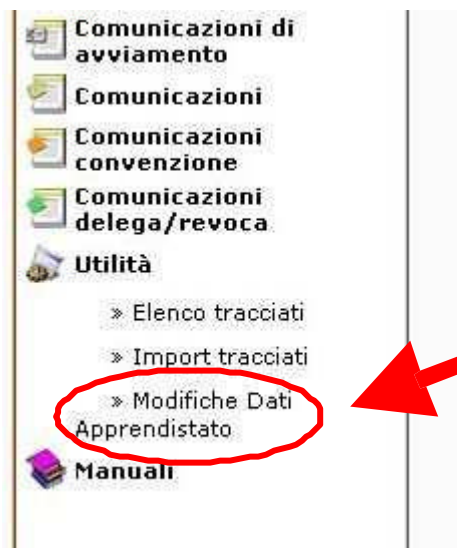 Comunicazioni di
avviamento
Comunicazioni
Comunicazioni
convenzione
Comunicazioni
delega/revoca
Utilità
» Elenco tracciati
» Import tracciati
» Modifiche Dati
Apprendistato
Manuali